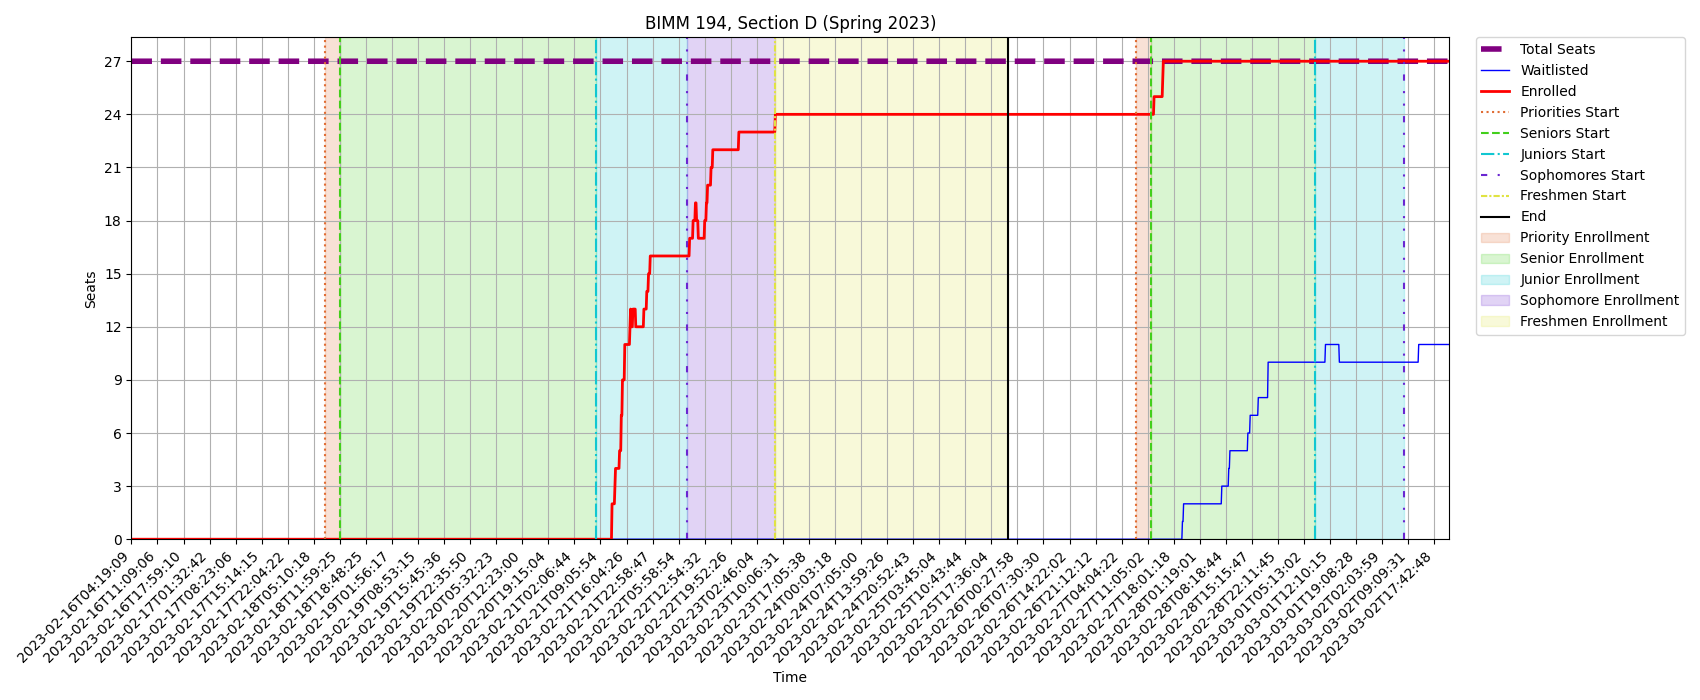 BIMM 194, Section D (Spring 2023)
27
24
21
18
15
12
9
6
3
0
Seats
2023-02-16T04:19:09
2023-02-16T11:09:06
2023-02-16T17:59:10
2023-02-17T01:32:42
2023-02-17T08:23:06
2023-02-17T15:14:15
2023-02-17T22:04:22
2023-02-18T05:10:18
2023-02-18T11:59:25
2023-02-18T18:48:25
2023-02-19T01:56:17
2023-02-19T08:53:15
2023-02-19T15:45:36
2023-02-19T22:35:50
2023-02-20T05:32:23
2023-02-20T12:23:00
2023-02-20T19:15:04
2023-02-21T02:06:44
2023-02-21T09:05:54
2023-02-21T16:04:26
2023-02-21T22:58:47
2023-02-22T05:58:54
2023-02-22T12:54:32
2023-02-22T19:52:26
2023-02-23T02:46:04
2023-02-23T10:06:31
2023-02-23T17:05:38
2023-02-24T00:03:18
2023-02-24T07:05:00
2023-02-24T13:59:26
2023-02-24T20:52:43
2023-02-25T03:45:04
2023-02-25T10:43:44
2023-02-25T17:36:04
2023-02-26T00:27:58
2023-02-26T07:30:30
2023-02-26T14:22:02
2023-02-26T21:12:12
2023-02-27T04:04:22
2023-02-27T11:05:02
2023-02-27T18:01:18
2023-02-28T01:19:01
2023-02-28T08:18:44
2023-02-28T15:15:47
2023-02-28T22:11:45
2023-03-01T05:13:02
2023-03-01T12:10:15
2023-03-01T19:08:28
2023-03-02T02:03:59
2023-03-02T09:09:31
2023-03-02T17:42:48
Time
Total Seats
Waitlisted
Enrolled
Priorities Start
Seniors Start
Juniors Start
Sophomores Start
Freshmen Start
End
Priority Enrollment
Senior Enrollment
Junior Enrollment
Sophomore Enrollment
Freshmen Enrollment